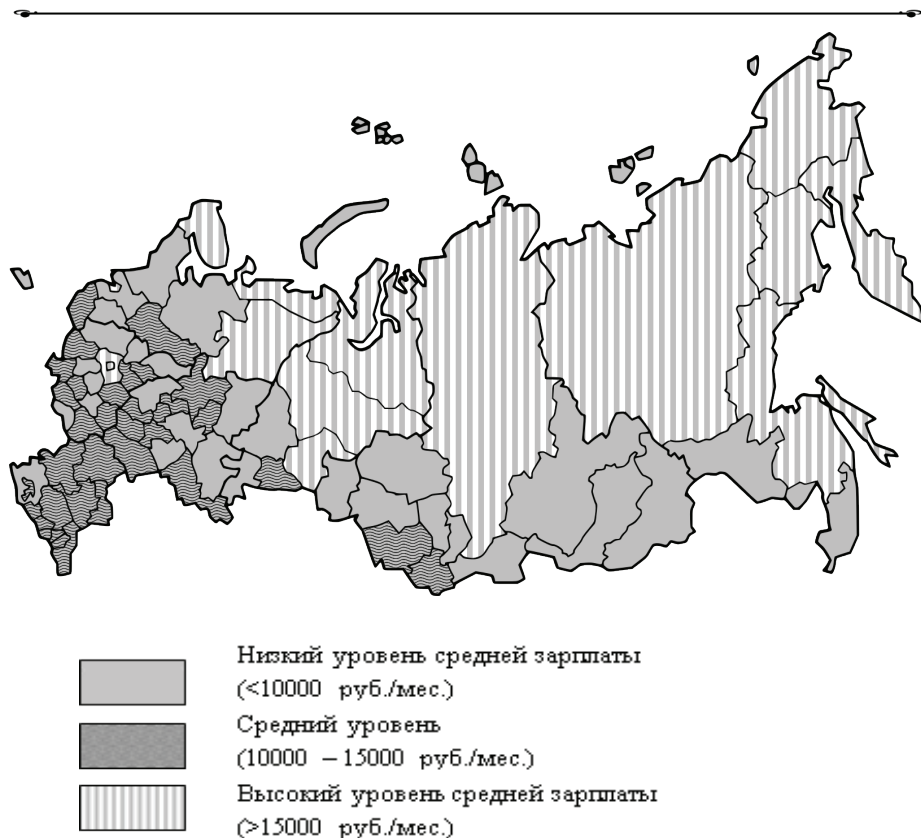 Низкий уровень средней зарплаты
(<10000 руб./мес.)
Средний уровень
(10000 – 15000 руб./мес.)
Высокий уровень средней зарплаты
(>15000 руб./мес.)